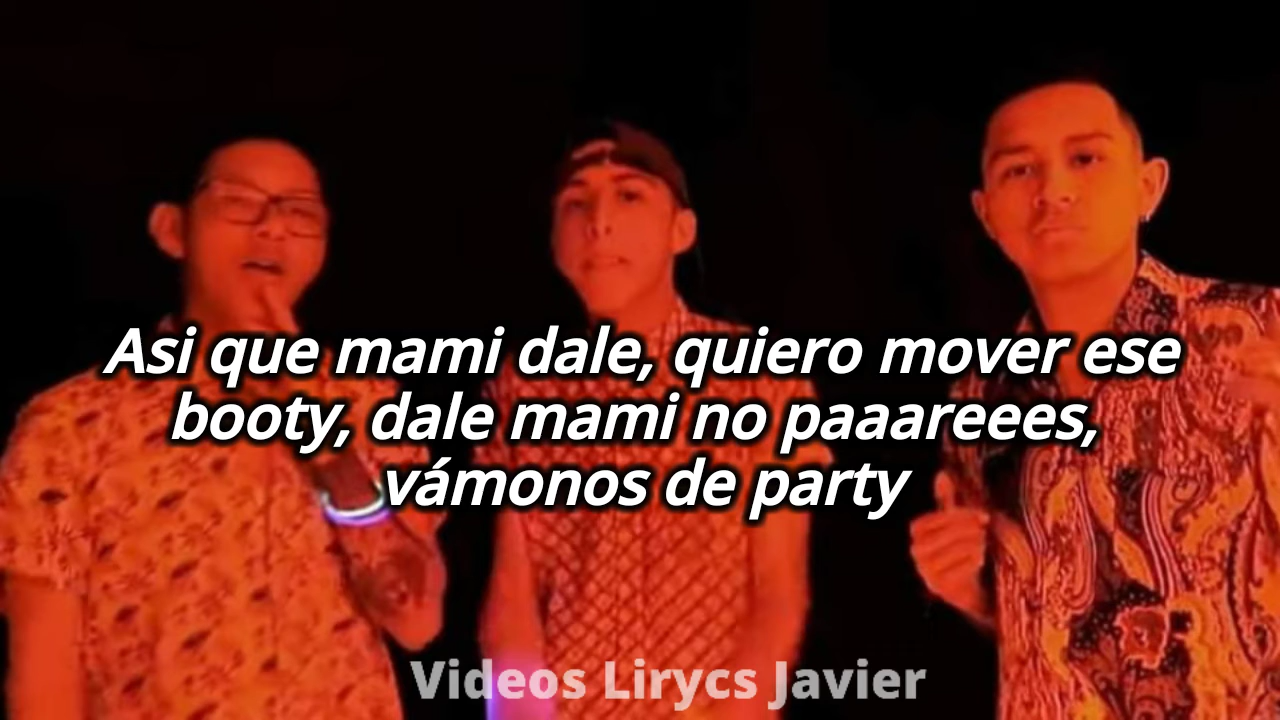 Asi que mami dale, quiero mover ese
booty, dale mami no paaareees,
vámonos de party
Videos Lirycs Javier